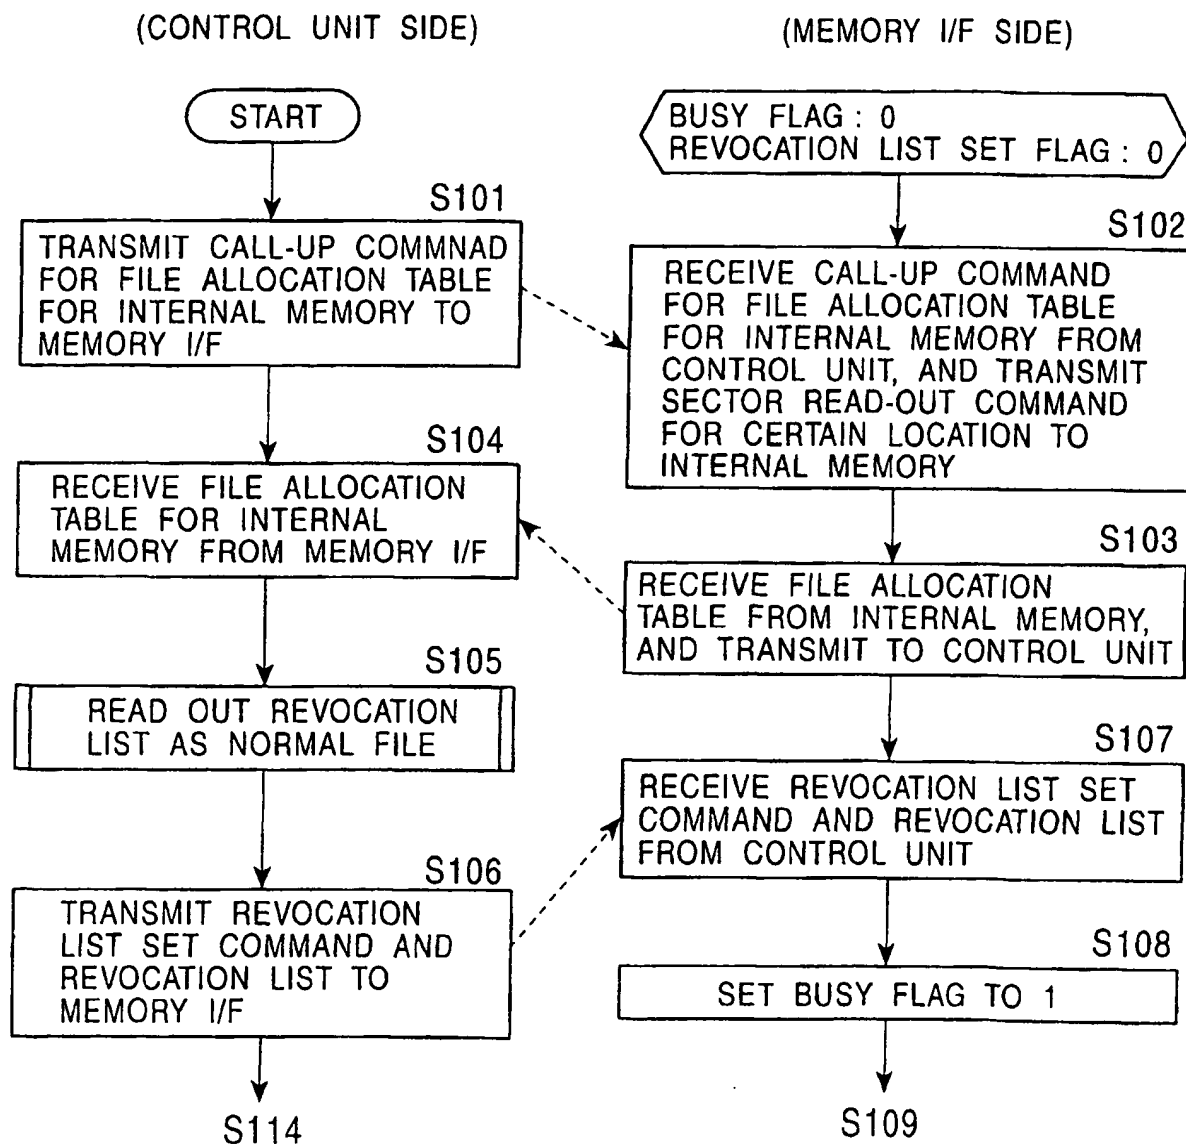 (CONTROL UNIT SIDE)
START
S101
TRANSMIT CALL-UP COMMNAD
FOR FILE ALLOCATION TABLE
FOR INTERNAL MEMORY TO
MEMORY I/F
S104
RECEIVE FILE ALLOCATION
TABLE FOR INTERNAL
MEMORY FROM MEMORY I/F
S105
READ OUT REVOCATION
LIST AS NORMAL FILE
S106
TRANSMIT REVOCATION
LIST SET COMMAND AND
REVOCATION LIST TO
MEMORY I/F
S114
(MEMORY I/F SIDE)
BUSY FLAG : 0
REVOCATION LIST SET FLAG : 0
S102
RECEIVE CALL-UP COMMAND
FOR FILE ALLOCATION TABLE
FOR INTERNAL MEMORY FROM
CONTROL UNIT, AND TRANSMIT
SECTOR READ-OUT COMMAND
FOR CERTAIN LOCATION TO
INTERNAL MEMORY
S103
RECEIVE FILE ALLOCATION
TABLE FROM INTERNAL MEMORY,
AND TRANSMIT TO CONTROL UNIT
S107
RECEIVE REVOCATION LIST SET
COMMAND AND REVOCATION LIST
FROM CONTROL UNIT
S108
SET BUSY FLAG TO 1
S109